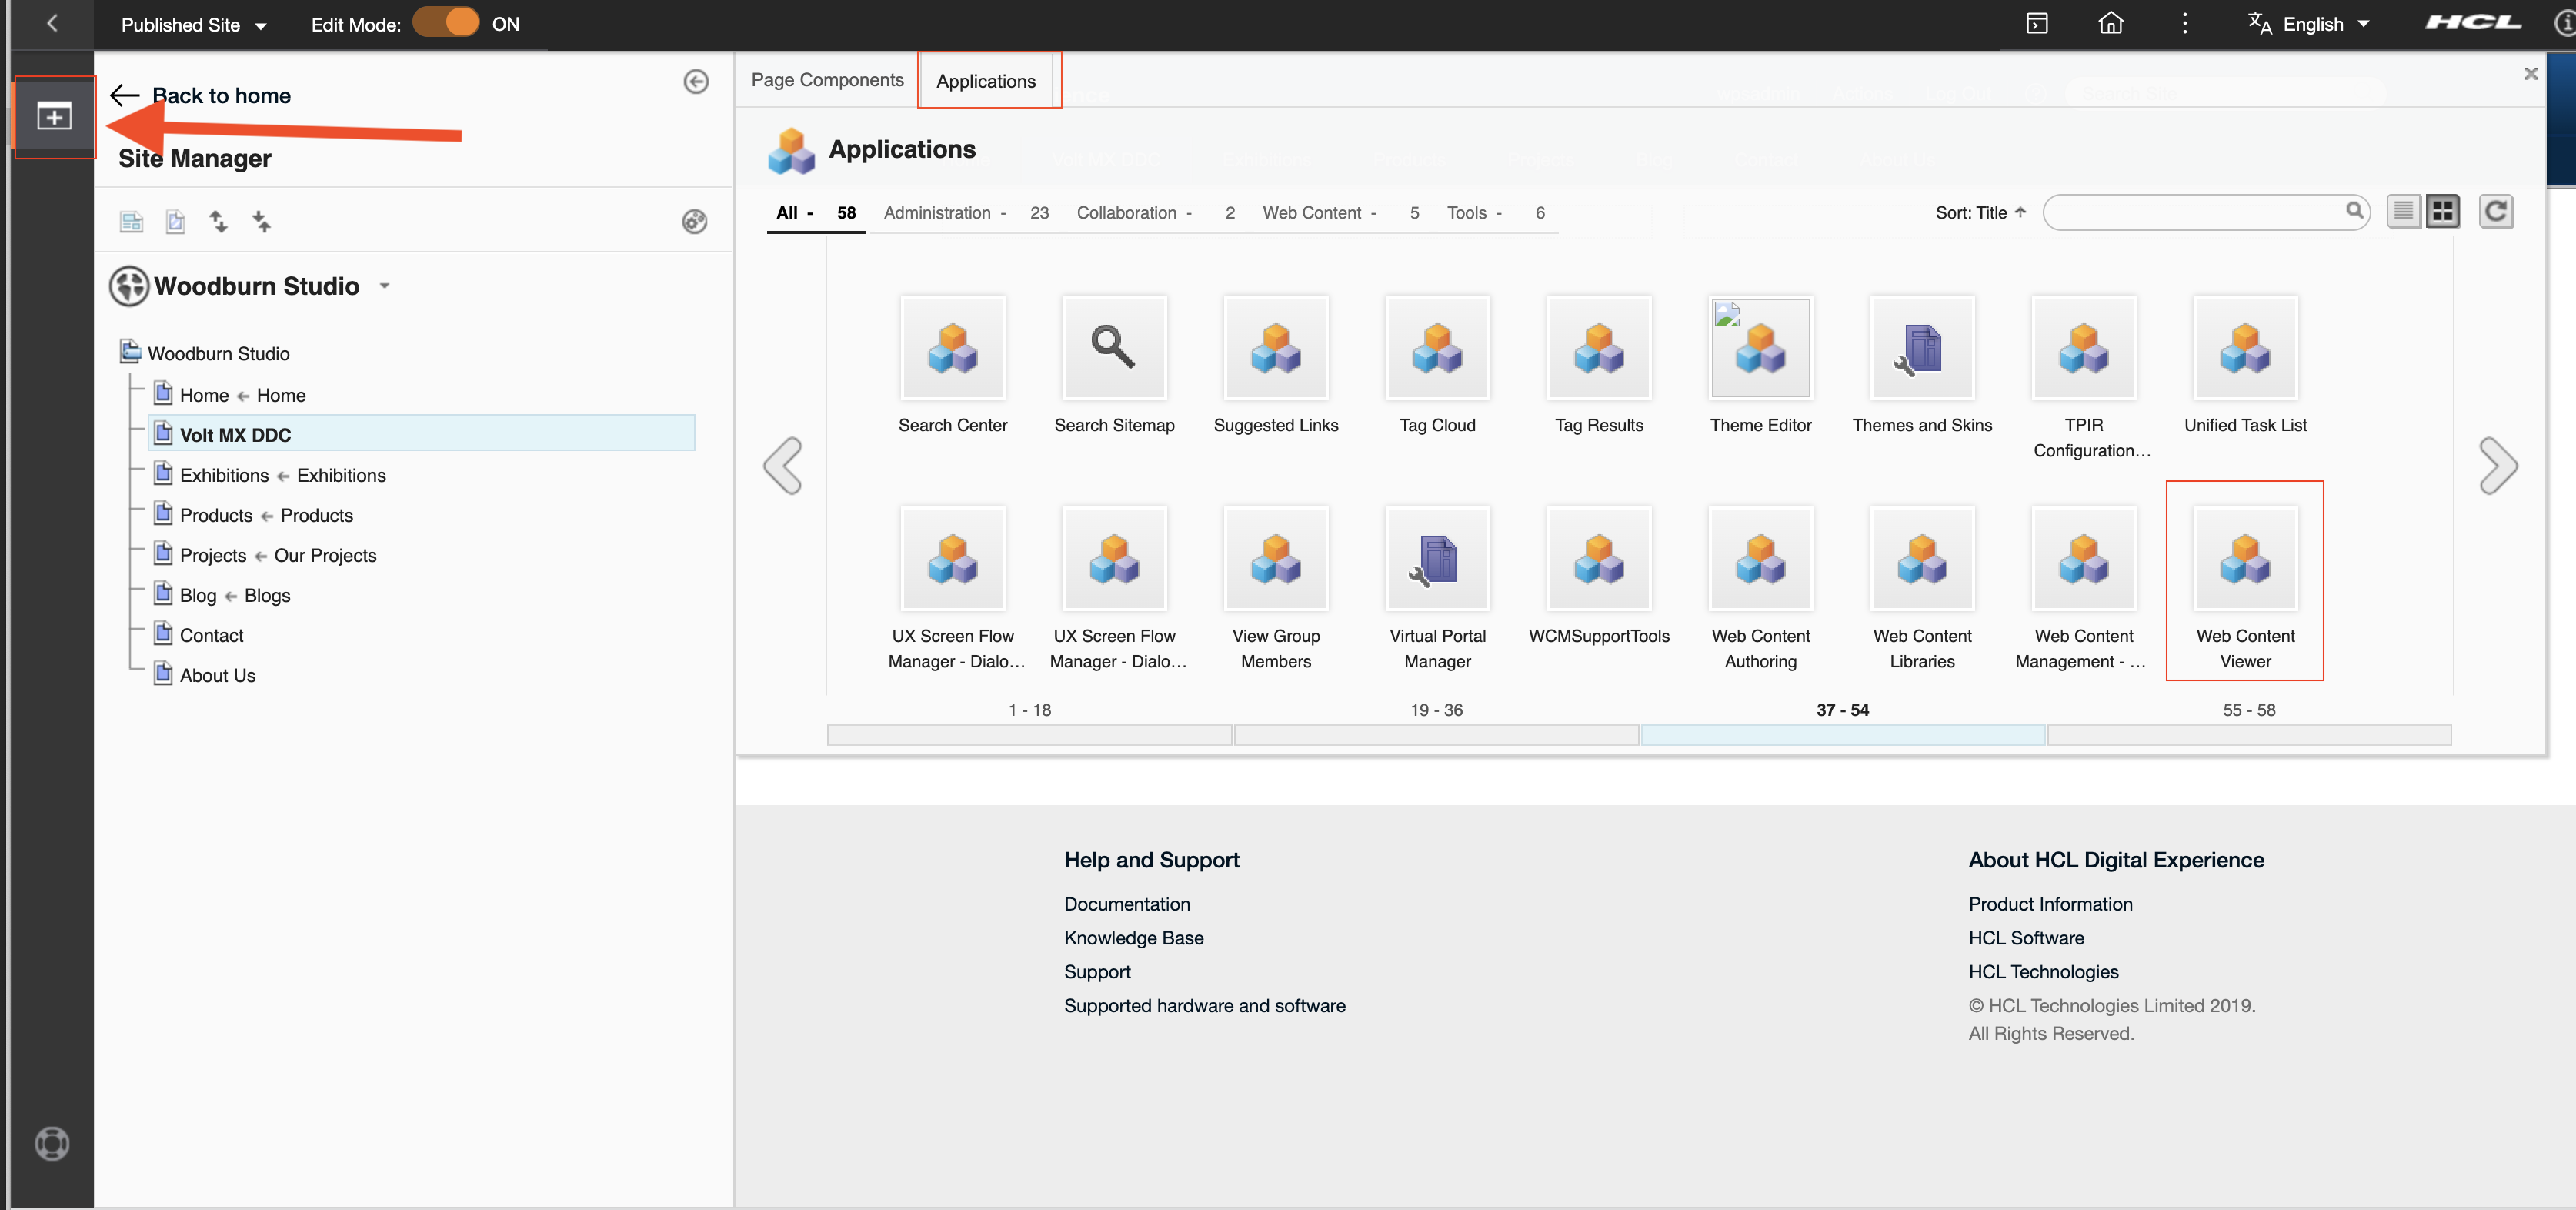 Published Site
Edit Mode:
ON
English
HCL
Back to home
Site Manager
Woodburn Studio
Woodburn Studio
Home ← Home
Volt MX DDC
Exhibitions ← Exhibitions
Products ← Products
Projects ← Our Projects
Blog ← Blogs
Contact
About Us
Page Components
Applications
Applications
All - 58
Administration - 23
Collaboration - 2
Web Content - 5
Tools - 6
Sort: Title
Search Center
Search Sitemap
Suggested Links
Tag Cloud
Tag Results
Theme Editor
Themes and Skins
TPIR
Configuration...
Unified Task List
UX Screen Flow
Manager - Dialo...
UX Screen Flow
Manager - Dialo...
View Group
Members
Virtual Portal
Manager
WCMSupportTools
Web Content
Authoring
Web Content
Libraries
Web Content
Management - ...
Web Content
Viewer
1 - 18
19 - 36
37 - 54
55 - 58
Help and Support
Documentation
Knowledge Base
Support
Supported hardware and software
About HCL Digital Experience
Product Information
HCL Software
HCL Technologies
© HCL Technologies Limited 2019.
All Rights Reserved.